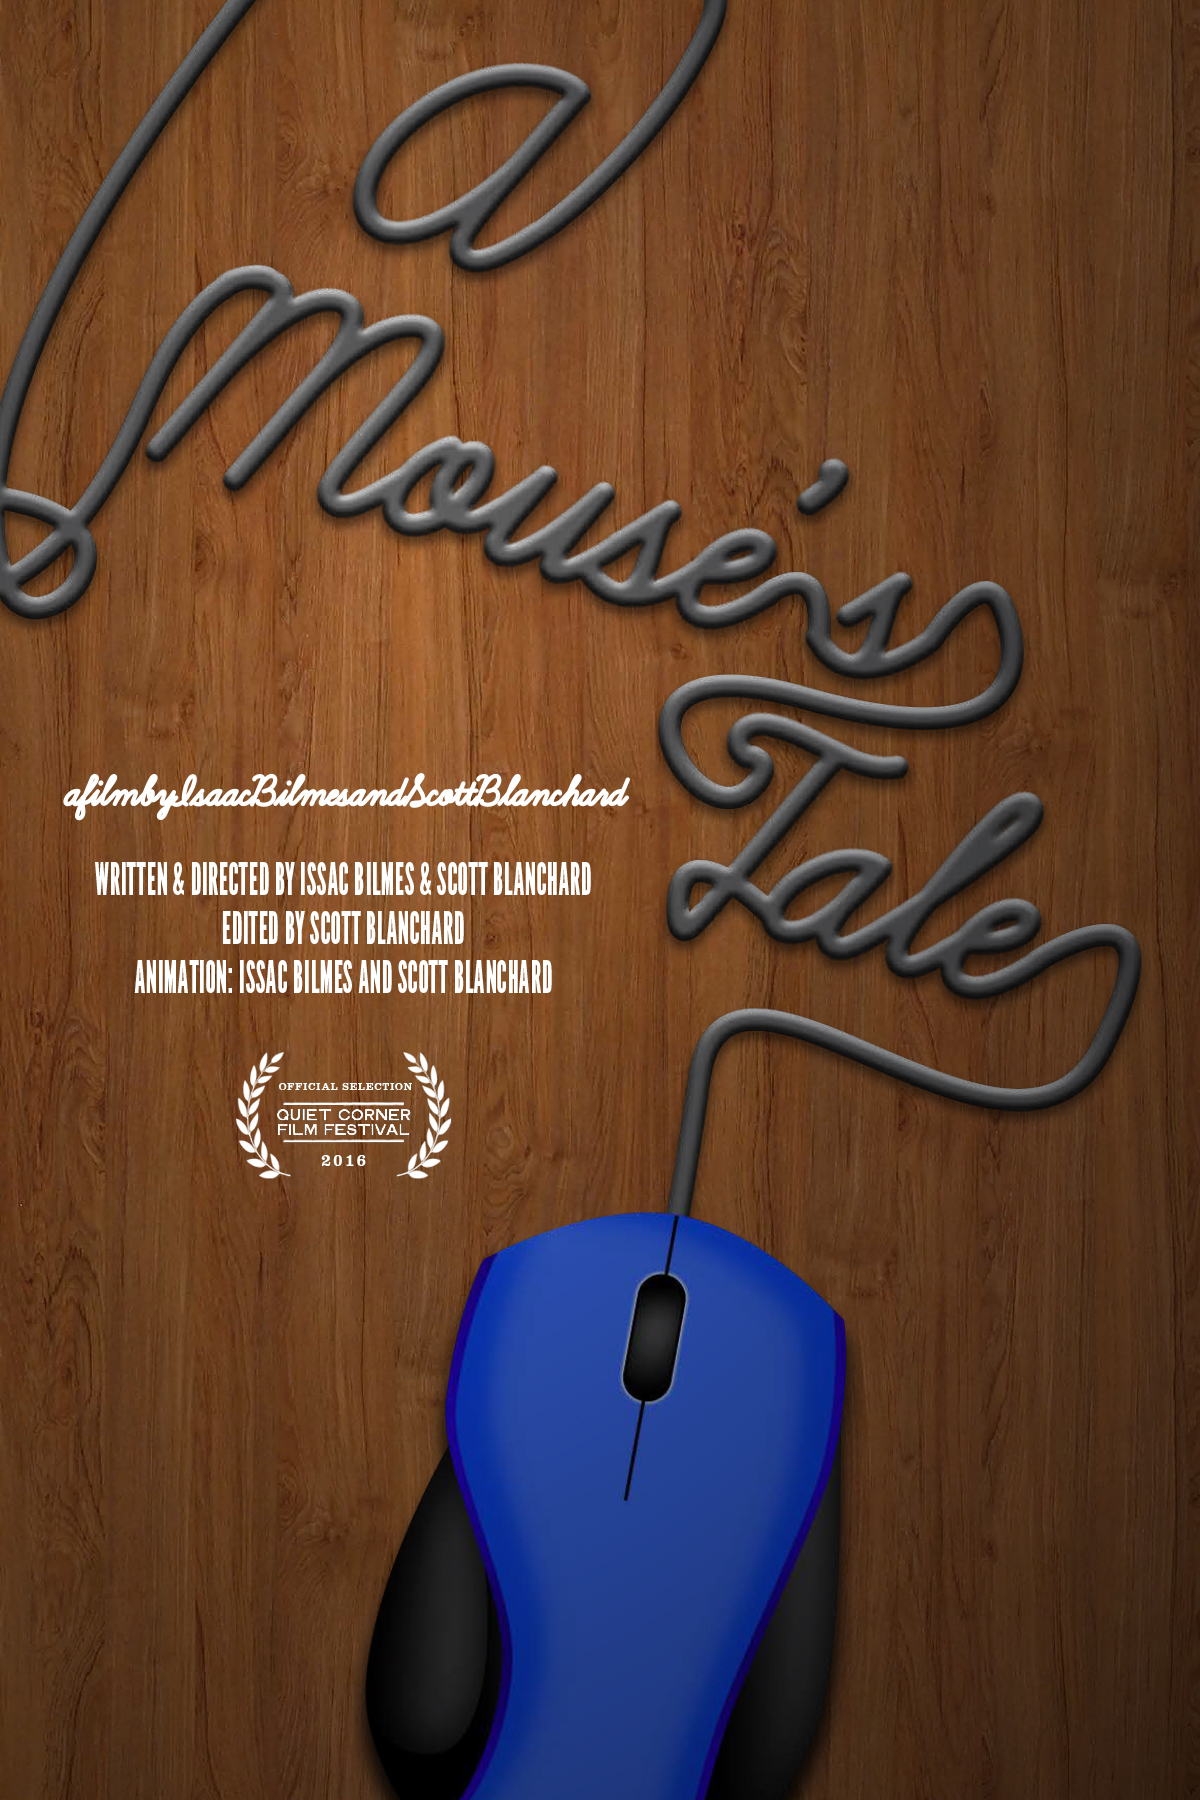 a
Mouse's
Tale
afilmbyIsaacBilmesandScottBlanchard
WRITTEN & DIRECTED BY ISSAC BILMES & SCOTT BLANCHARD
EDITED BY SCOTT BLANCHARD
ANIMATION: ISSAC BILMES AND SCOTT BLANCHARD
OFFICIAL SELECTION
QUIET CORNER
FILM FESTIVAL
2016